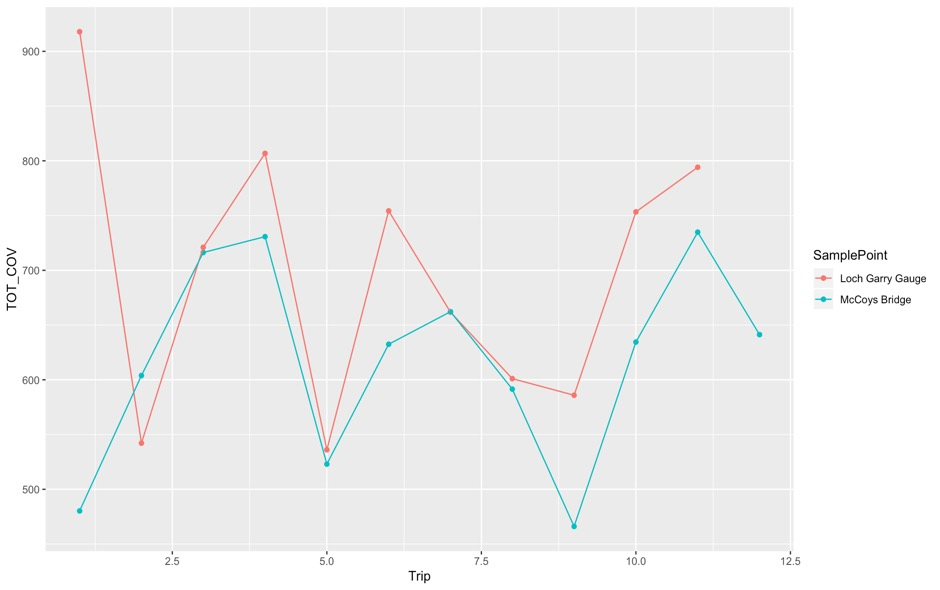 TOT_COV
900
800
700
600
500
2.5
5.0
7.5
10.0
12.5
Trip
SamplePoint
Loch Garry Gauge
McCoys Bridge